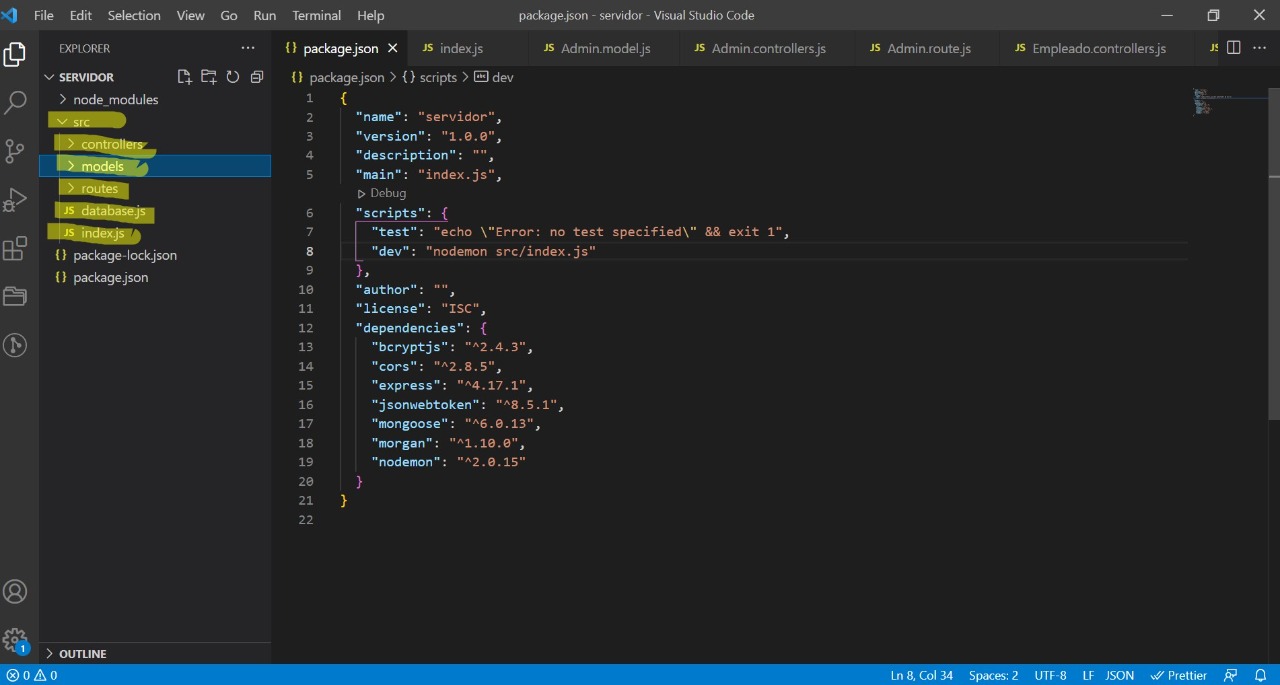 File Edit Selection View Go Run Terminal Help package.json - servidor - Visual Studio Code
EXPLORER
SERVIDOR
node_modules
src
controllers
models
routes
JS database.js
JS index.js
{} package-lock.json
{} package.json
OUTLINE
{} package.json JS index.js JS Admin.model.js JS Admin.controllers.js JS Admin.route.js JS Empleado.controllers.js JS
{} package.json > {} scripts > dev
1 {
2 "name": "servidor",
3 "version": "1.0.0",
4 "description": "",
5 "main": "index.js",
Debug
6 "scripts": {
7 "test": "echo \"Error: no test specified\" && exit 1",
8 "dev": "nodemon src/index.js"
9 },
10 "author": "",
11 "license": "ISC",
12 "dependencies": {
13 "bcryptjs": "^2.4.3",
14 "cors": "^2.8.5",
15 "express": "^4.17.1",
16 "jsonwebtoken": "^8.5.1",
17 "mongoose": "^6.0.13",
18 "morgan": "^1.10.0",
19 "nodemon": "^2.0.15"
20 }
21 }
22
1
0 0 Ln 8, Col 34 Spaces: 2 UTF-8 LF JSON Prettier